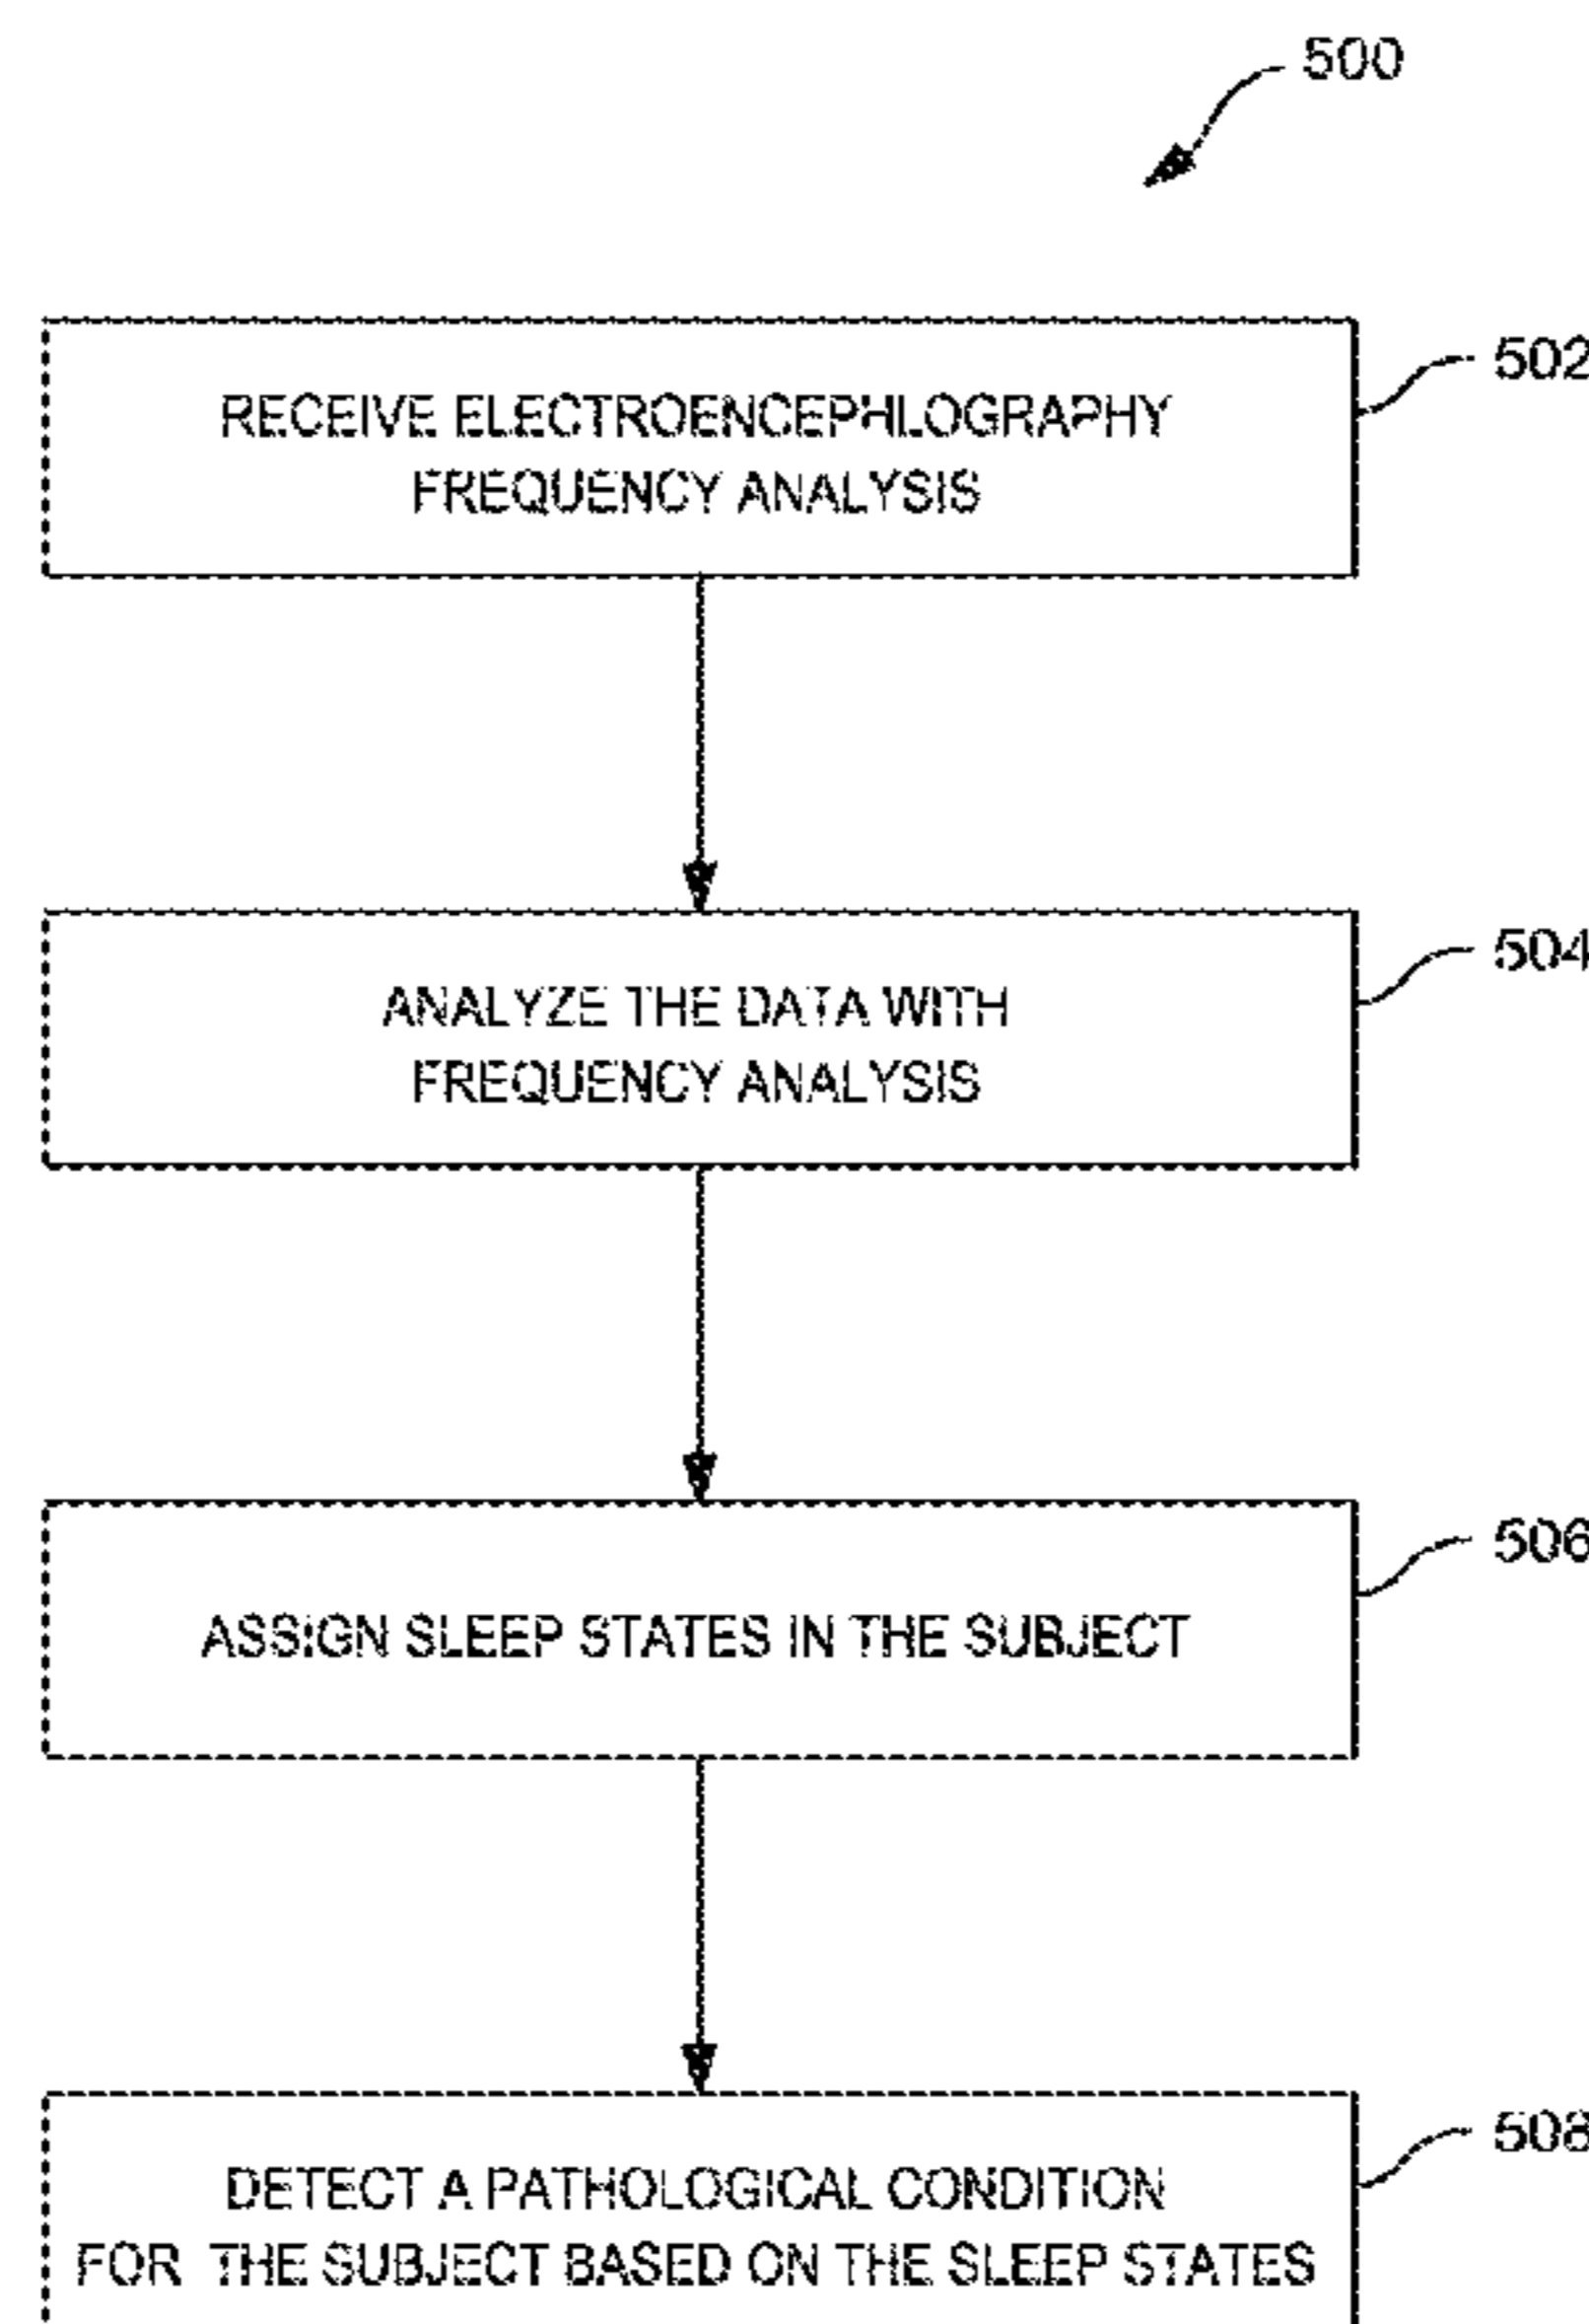 500
RECEIVE ELECTROENCEPHILOGRAPHY
FREQUENCY ANALYSIS
502
ANALYZE THE DATA WITH
FREQUENCY ANALYSIS
504
ASSIGN SLEEP STATES IN THE SUBJECT
506
DETECT A PATHOLOGICAL CONDITION
FOR THE SUBJECT BASED ON THE SLEEP STATES
508